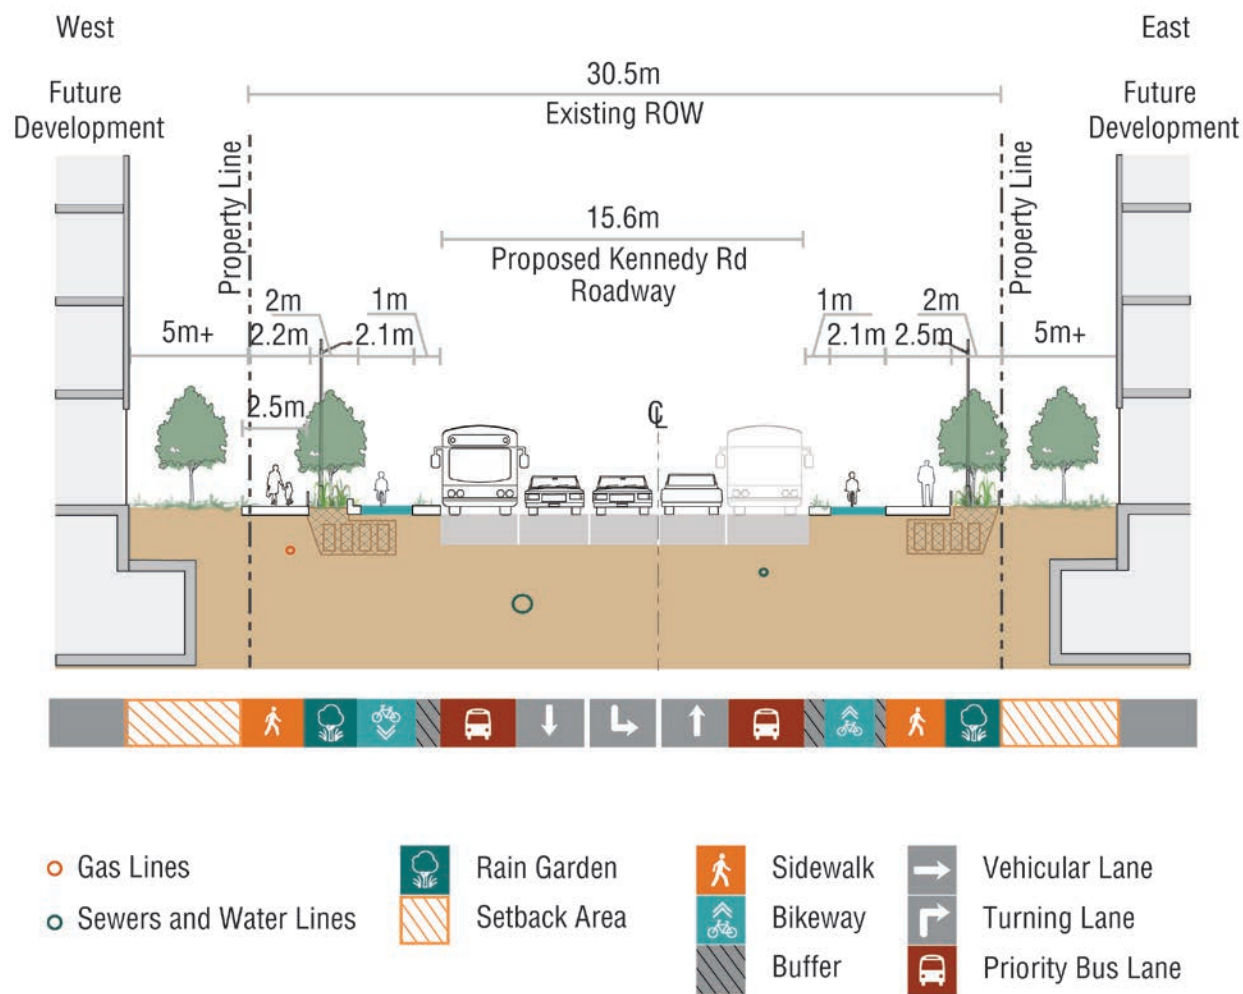 West
East
30.5m
Existing ROW
Future
Development
Future
Development
Property Line
Property Line
15.6m
Proposed Kennedy Rd
Roadway
2m
1m
1m
2m
5m+
2.2m
2.1m
2.1m
2.5m
5m+
2.5m
℄
Gas Lines
Rain Garden
Sidewalk
Vehicular Lane
Sewers and Water Lines
Setback Area
Bikeway
Turning Lane
Buffer
Priority Bus Lane